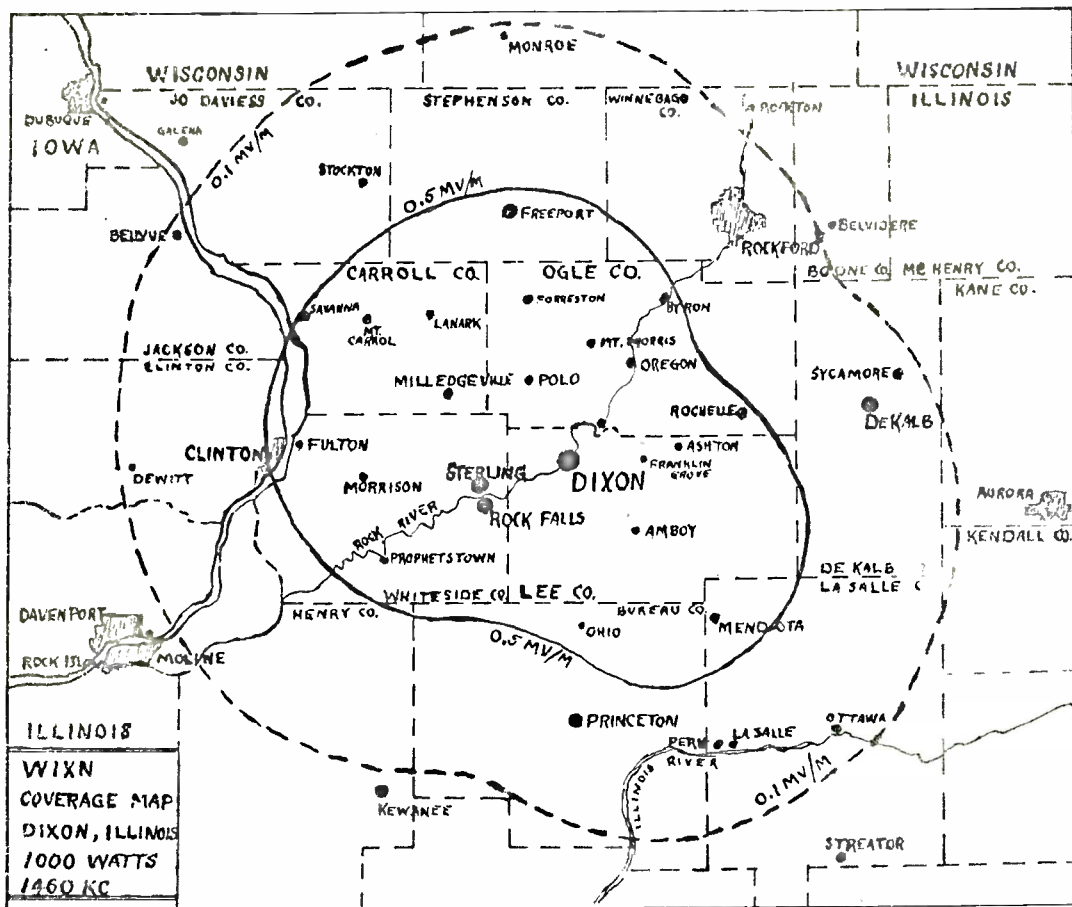 MONROE
WISCONSIN
WISCONSIN
JO DAVIESS CO.
STEPHENSON CO.
WINNEBAGO CO.
ROCKTON
ILLINOIS
DUBUQUE
GALENA
IOWA
0.1 MV/M
STOCKTON
0.5 MV/M
FREEPORT
BELVIDERE
BELLVUE
ROCKFORD
CARROLL CO.
OGLE CO.
BOONE CO.
MC HENRY CO.
KANE CO.
SAVANNA
MT. CARROL
LANARK
FORRESTON
BYRON
JACKSON CO.
CLINTON CO.
MT. MORRIS
OREGON
MILLEDGEVILLE
POLO
SYCAMORE
ROCHELLE
DEKALB
CLINTON
FULTON
ASHTON
DEWITT
MORRISON
STERLING
DIXON
FRANKLIN GROVE
ROCK FALLS
AURORA
ROCK RIVER
AMBOY
KENDALL CO.
PROPHETSTOWN
DE KALB
LA SALLE C
WHITESIDE CO.
LEE CO.
HENRY CO.
BUREAU CO.
DAVENPORT
OHIO
MENDOTA
0.5 MV/M
ROCK ISL
MOLINE
PRINCETON
ILLINOIS
PERU
LA SALLE
OTTAWA
ILLINOIS RIVER
0.1 MV/M
KEWANEE
STREATOR
WIXN
COVERAGE MAP
DIXON, ILLINOIS
1000 WATTS
1460 KC